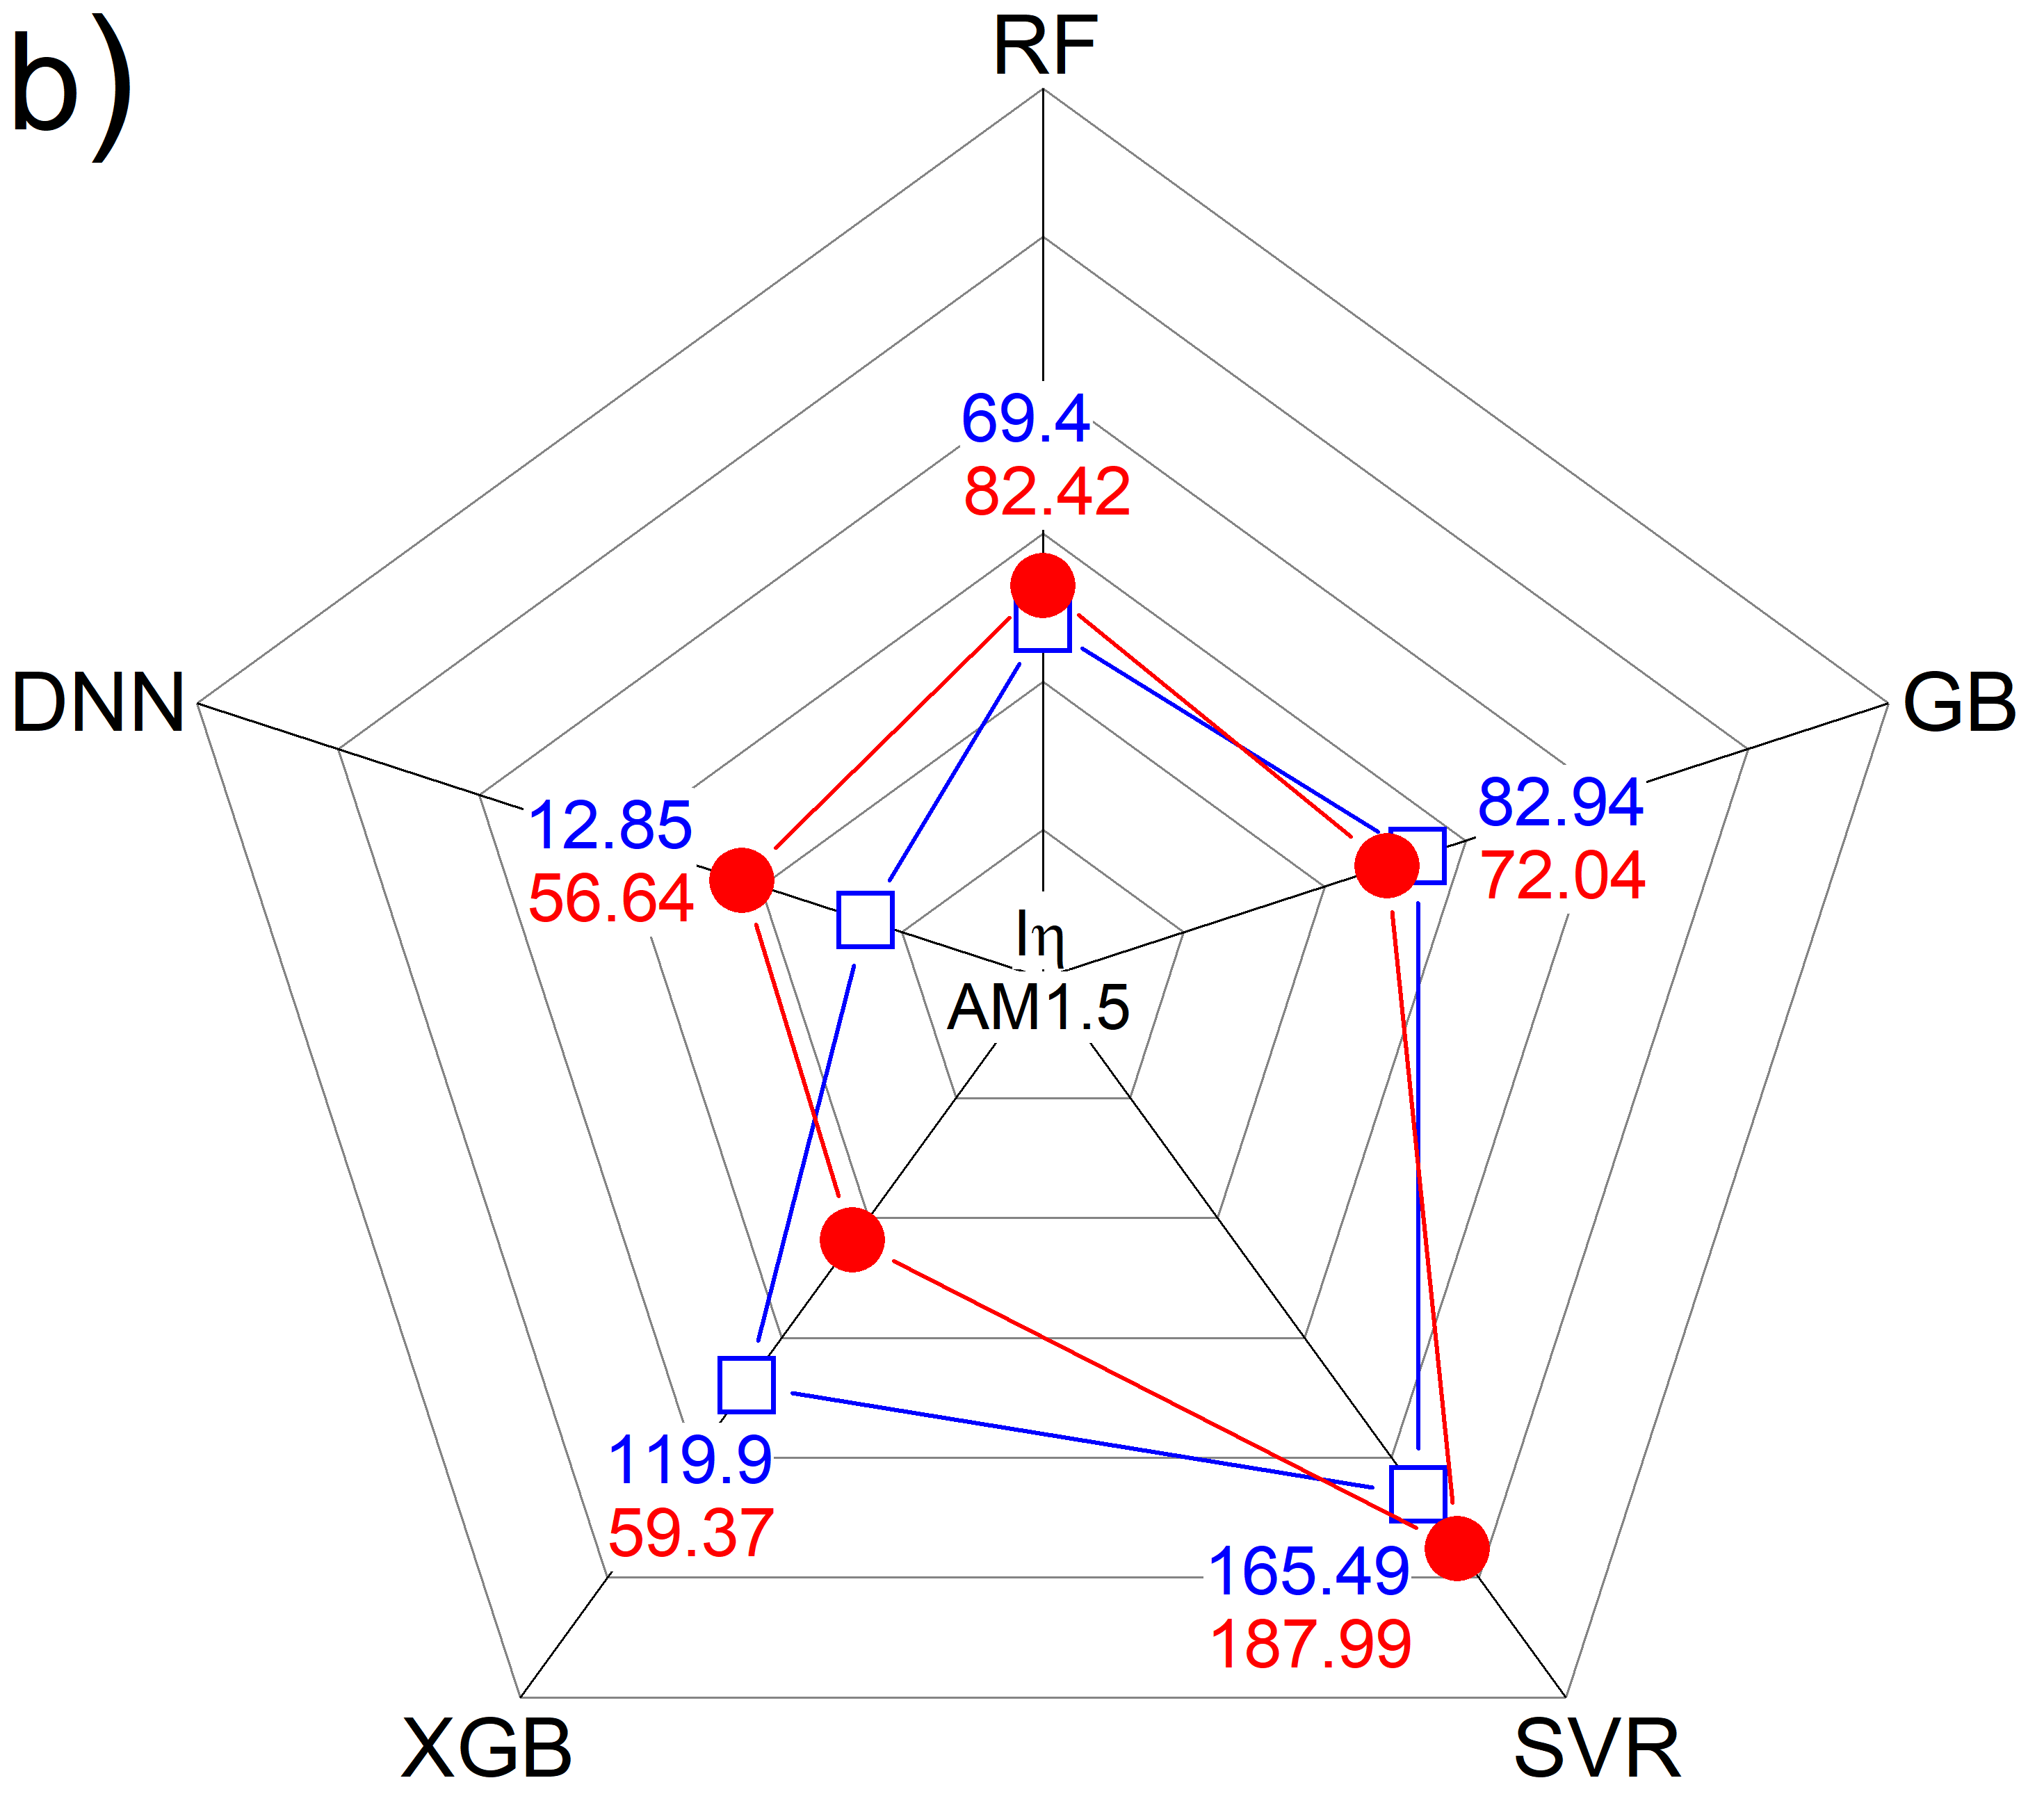 b)
RF
69.4
82.42
DNN
GB
12.85
56.64
82.94
72.04
Iη
AM1.5
119.9
59.37
165.49
187.99
XGB
SVR